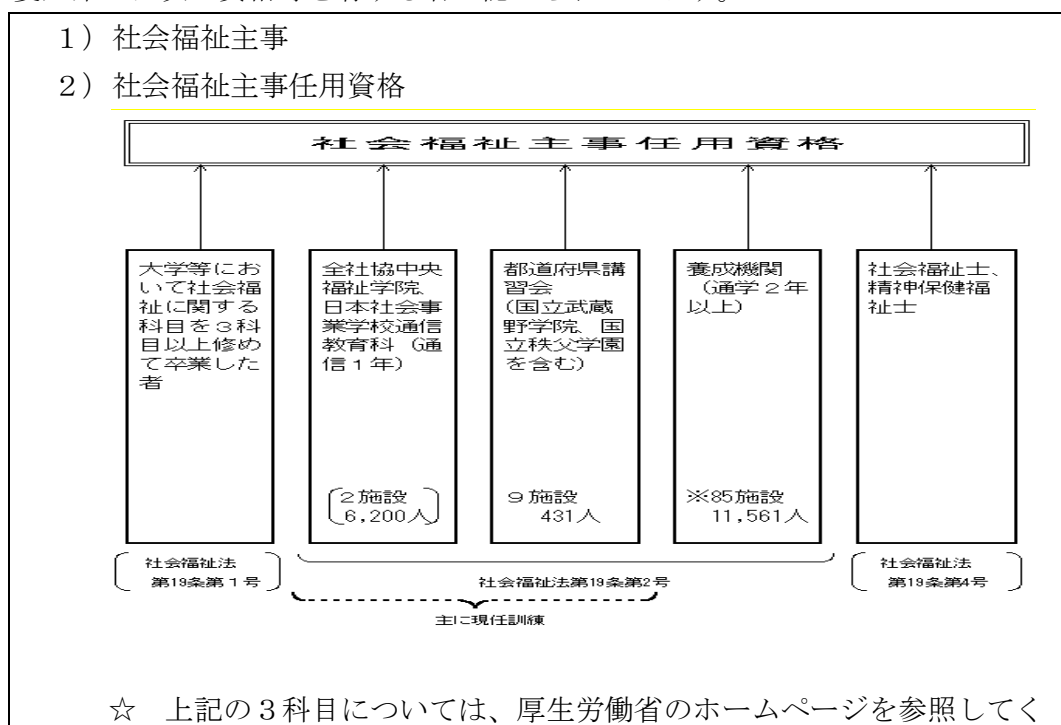 １）社会福祉主事
２）社会福祉主事任用資格
社会福祉主事任用資格
大学等にお
いて社会福
祉に関する
科目を３科
目以上修め
て卒業した
者
全社協中央
福祉学院、
日本社会事
業学校通信
教育科（通
信１年）
２施設
6,200人
都道府県講
習会
（国立武蔵
野学院、国
立秩父学園
を含む）
９施設
431人
養成機関
（通学２年
以上）
※85施設
11,561人
社会福祉士、
精神保健福
祉士
社会福祉法
第19条第１号
社会福祉法第19条第2号
社会福祉法
第19条第4号
主に現任訓練
☆　上記の３科目については、厚生労働省のホームページを参照してく